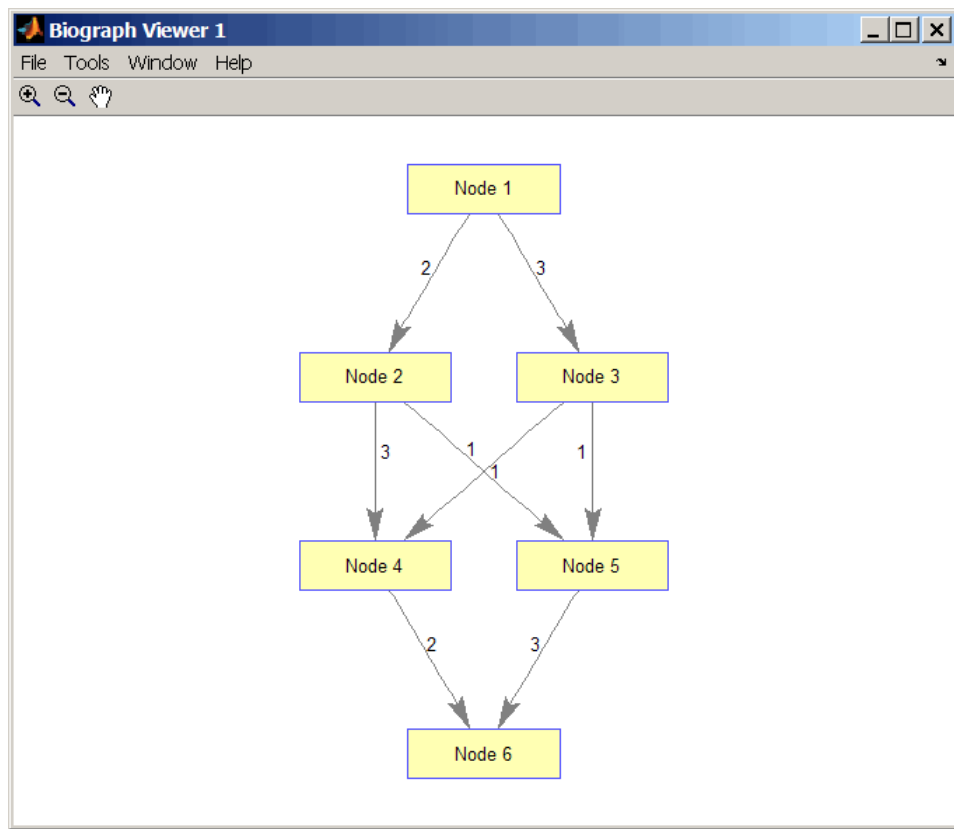 Biograph Viewer 1
File Tools Window Help
Node 1
2 3
Node 2 Node 3
3 1 1 1
Node 4 Node 5
2 3
Node 6